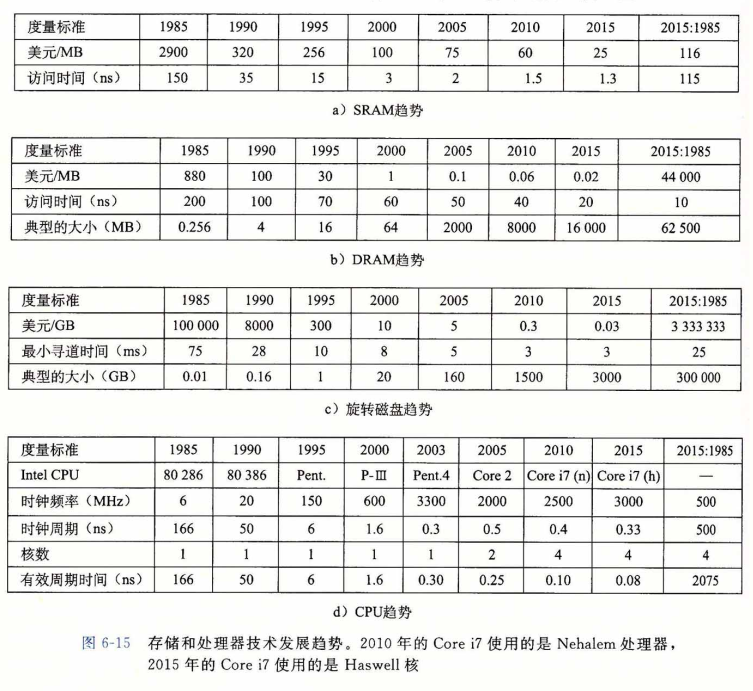 度量标准 1985 1990 1995 2000 2005 2010 2015 2015:1985
美元/MB 2900 320 256 100 75 60 25 116
访问时间（ns） 150 35 15 3 2 1.5 1.3 115
a）SRAM趋势
度量标准 1985 1990 1995 2000 2005 2010 2015 2015:1985
美元/MB 880 100 30 1 0.1 0.06 0.02 44 000
访问时间（ns） 200 100 70 60 50 40 20 10
典型的大小（MB） 0.256 4 16 64 2000 8000 16 000 62 500
b）DRAM趋势
度量标准 1985 1990 1995 2000 2005 2010 2015 2015:1985
美元/GB 100 000 8000 300 10 5 0.3 0.03 3 333 333
最小寻道时间（ms） 75 28 10 8 5 3 3 25
典型的大小（GB） 0.01 0.16 1 20 160 1500 3000 300 000
c）旋转磁盘趋势
度量标准 1985 1990 1995 2000 2003 2005 2010 2015 2015:1985
Intel CPU 80 286 80 386 Pent. P-Ⅲ Pent.4 Core 2 Core i7 (n) Core i7 (h) —
时钟频率（MHz） 6 20 150 600 3300 2000 2500 3000 500
时钟周期（ns） 166 50 6 1.6 0.3 0.5 0.4 0.33 500
核数 1 1 1 1 1 2 4 4 4
有效周期时间（ns） 166 50 6 1.6 0.30 0.25 0.10 0.08 2075
d）CPU趋势
图 6-15 存储和处理器技术发展趋势。2010 年的 Core i7 使用的是 Nehalem 处理器，
2015 年的 Core i7 使用的是 Haswell 核